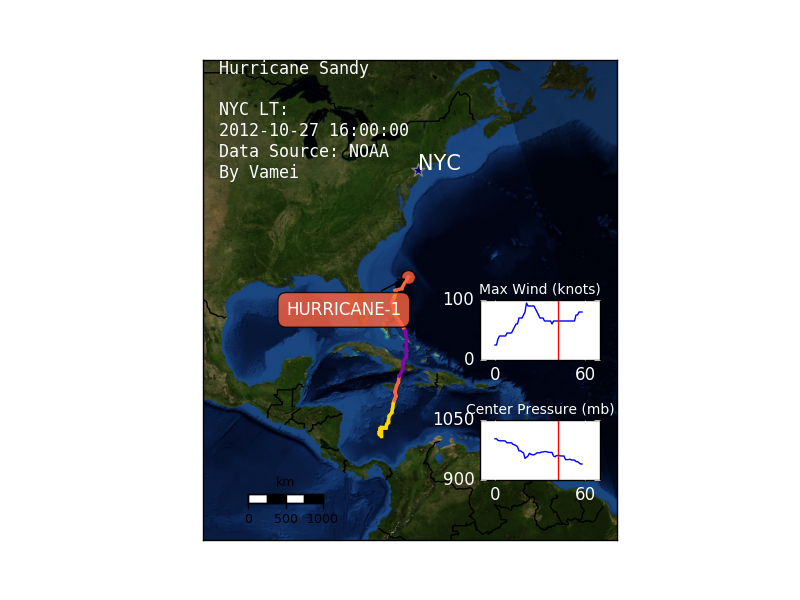 Hurricane Sandy
NYC LT:
2012-10-27 16:00:00
Data Source: NOAA
By Vamei
NYC
HURRICANE-1
Max Wind (knots)
100
0
0 60
Center Pressure (mb)
1050
900
0 60
km
0 500 1000